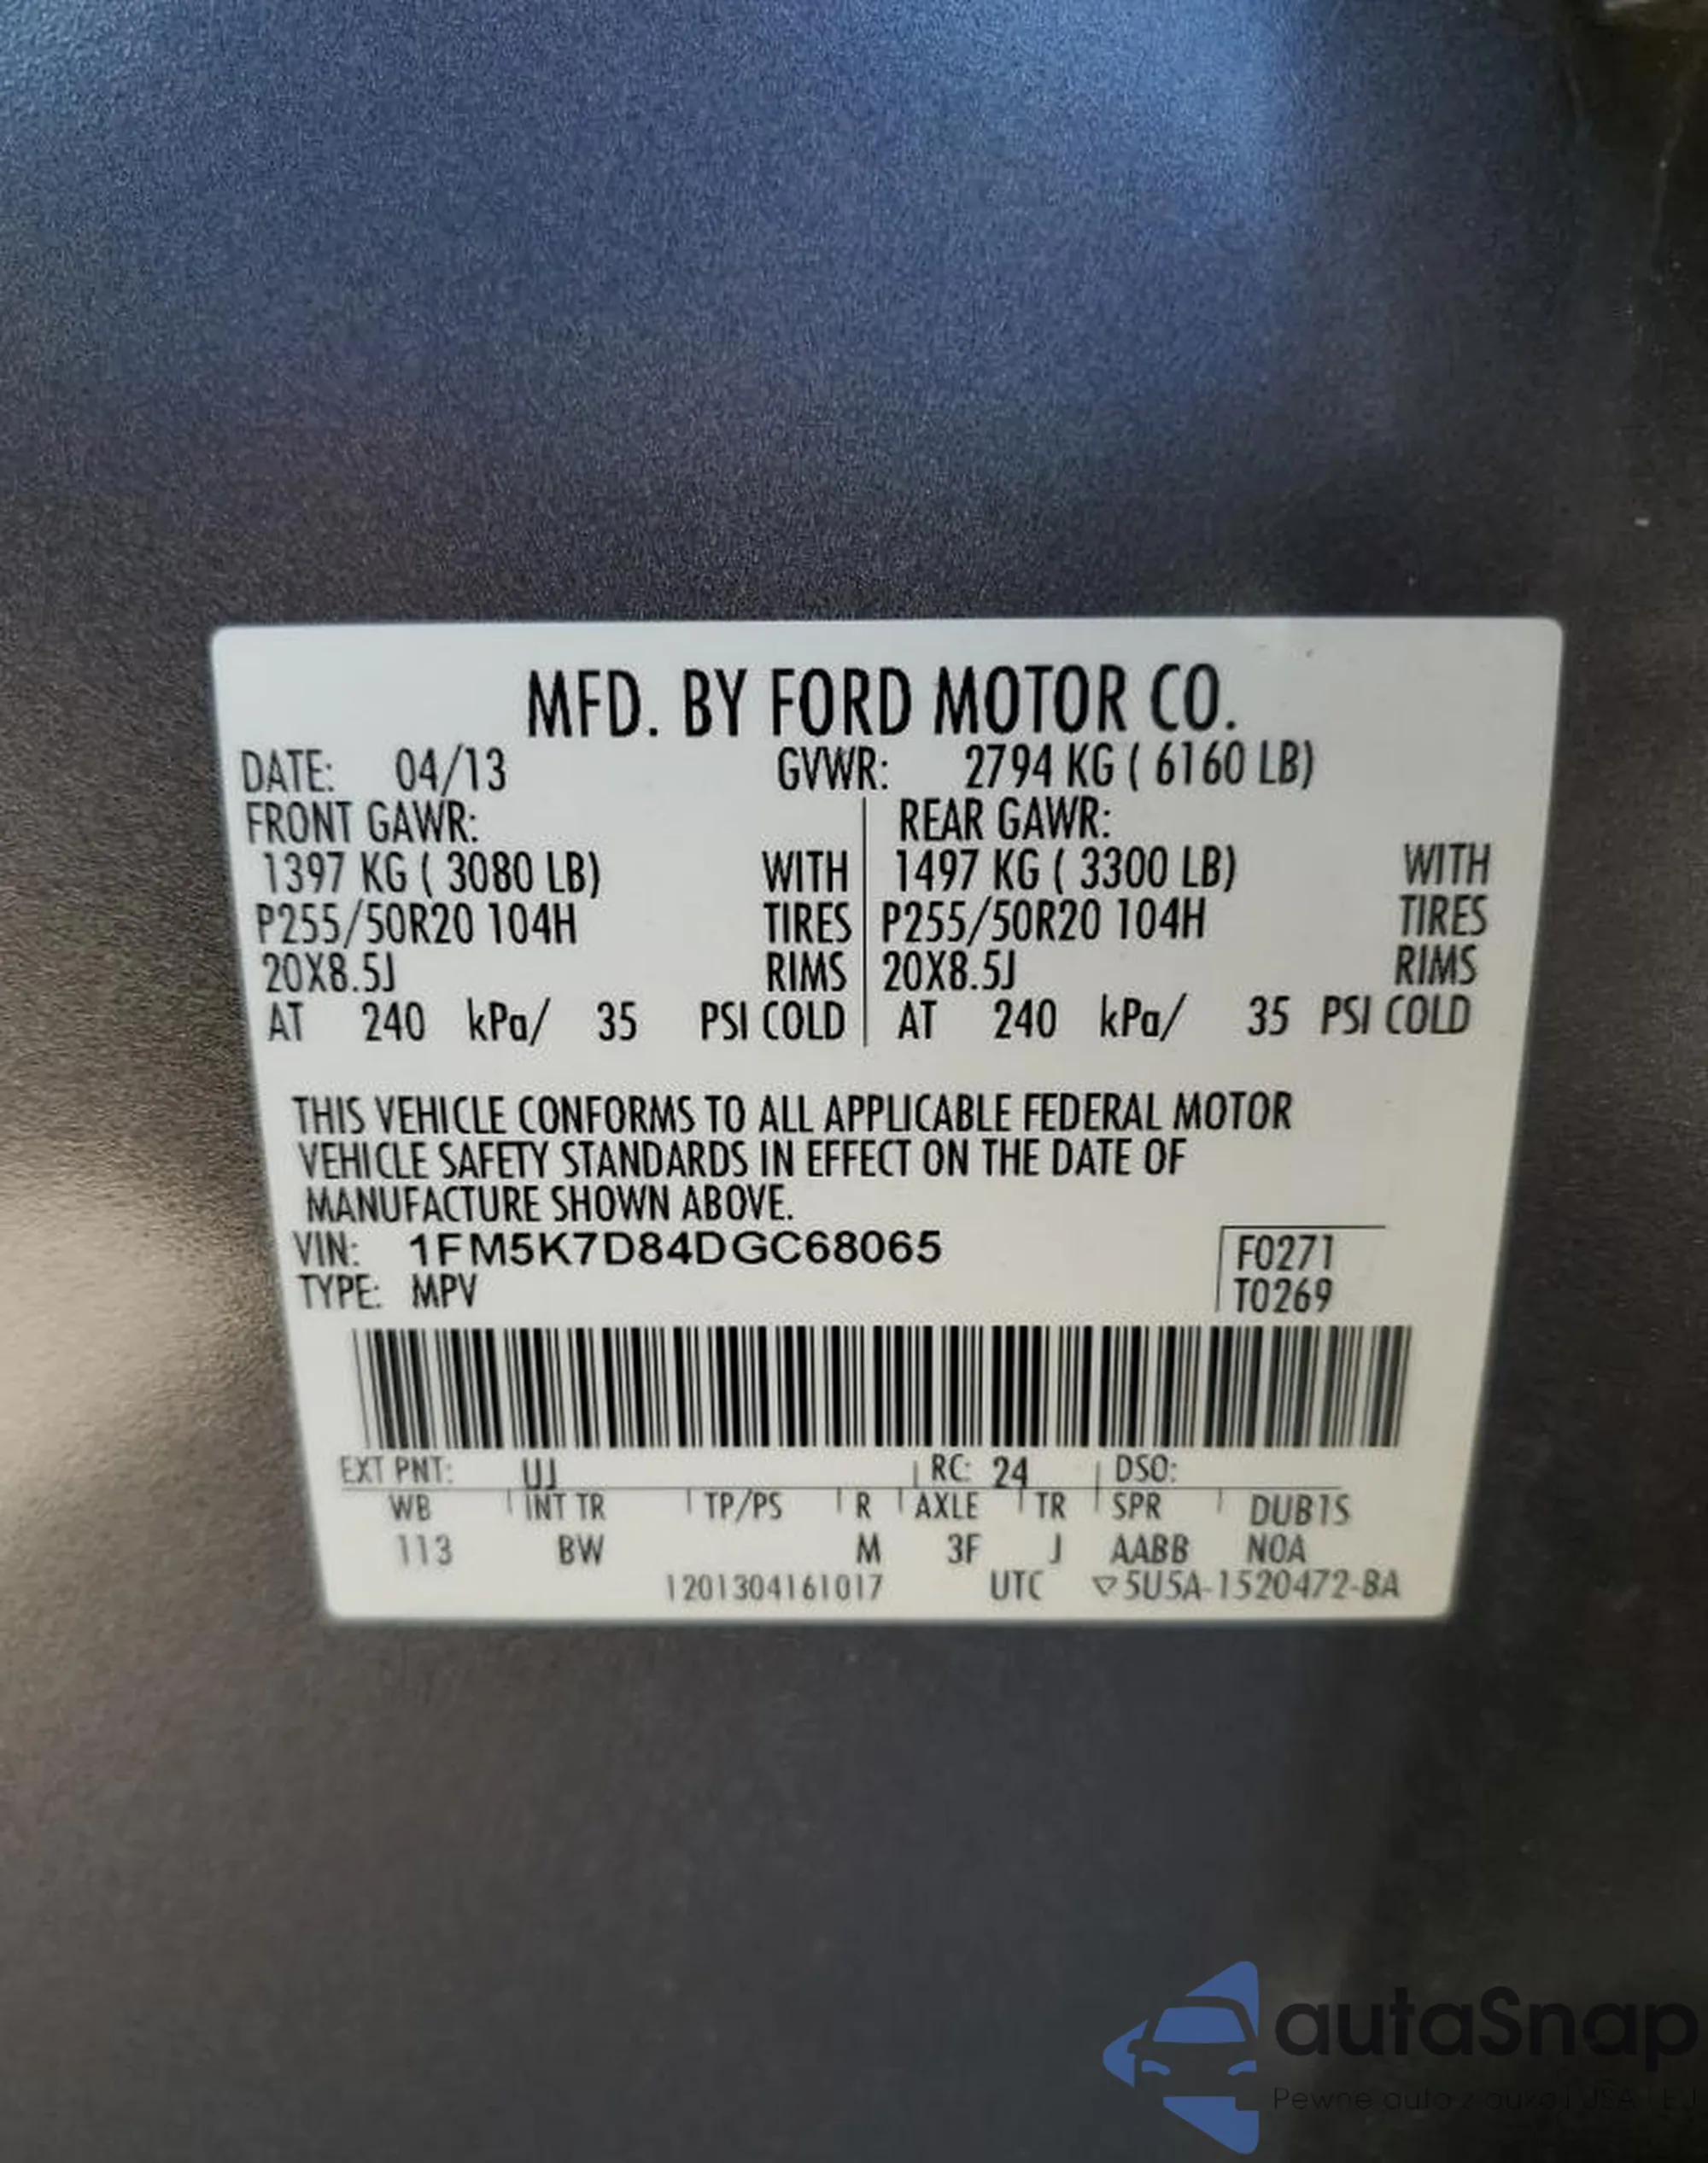 MFD. BY FORD MOTOR CO.
DATE: 04/13 GVWR: 2794 KG ( 6160 LB)
FRONT GAWR: REAR GAWR:
1397 KG ( 3080 LB) WITH 1497 KG ( 3300 LB) WITH
P255/50R20 104H TIRES P255/50R20 104H TIRES
20X8.5J RIMS 20X8.5J RIMS
AT 240 kPa/ 35 PSI COLD AT 240 kPa/ 35 PSI COLD
THIS VEHICLE CONFORMS TO ALL APPLICABLE FEDERAL MOTOR
VEHICLE SAFETY STANDARDS IN EFFECT ON THE DATE OF
MANUFACTURE SHOWN ABOVE.
VIN: 1FM5K7D84DGC68065 F0271
TYPE: MPV T0269
EXT PNT: UJ RC: 24 DSO:
WB INT TR TP/PS R AXLE TR SPR DUB1S
113 BW M 3F J AABB NOA
1201304161017 UTC ▽5U5A-1520472-BA
autaSnap
Pewne auta z aukcji